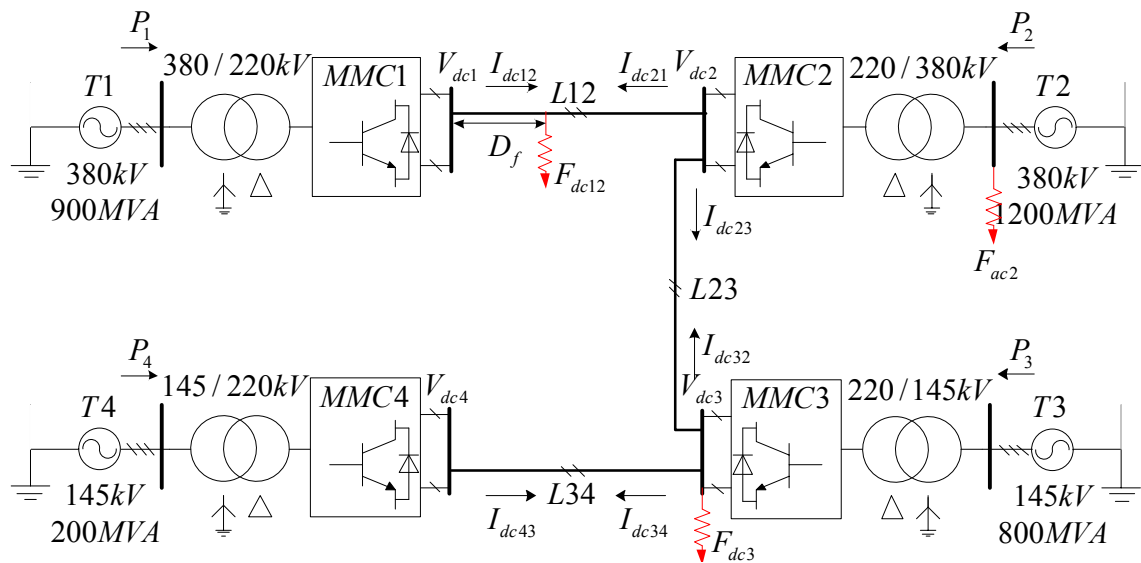 P1
380 / 220kV
MMC1
Vdc1
Idc12
L12
Idc21
Vdc2
MMC2
220 / 380kV
P2
T1
T2
380kV
900MVA
Df
Fdc12
Δ
Δ
380kV
1200MVA
Idc23
Fac2
L23
P4
145 / 220kV
MMC4
Vdc4
Idc32
Vdc3
MMC3
220 / 145kV
P3
T4
T3
145kV
200MVA
Δ
Idc43
L34
Idc34
Fdc3
Δ
145kV
800MVA